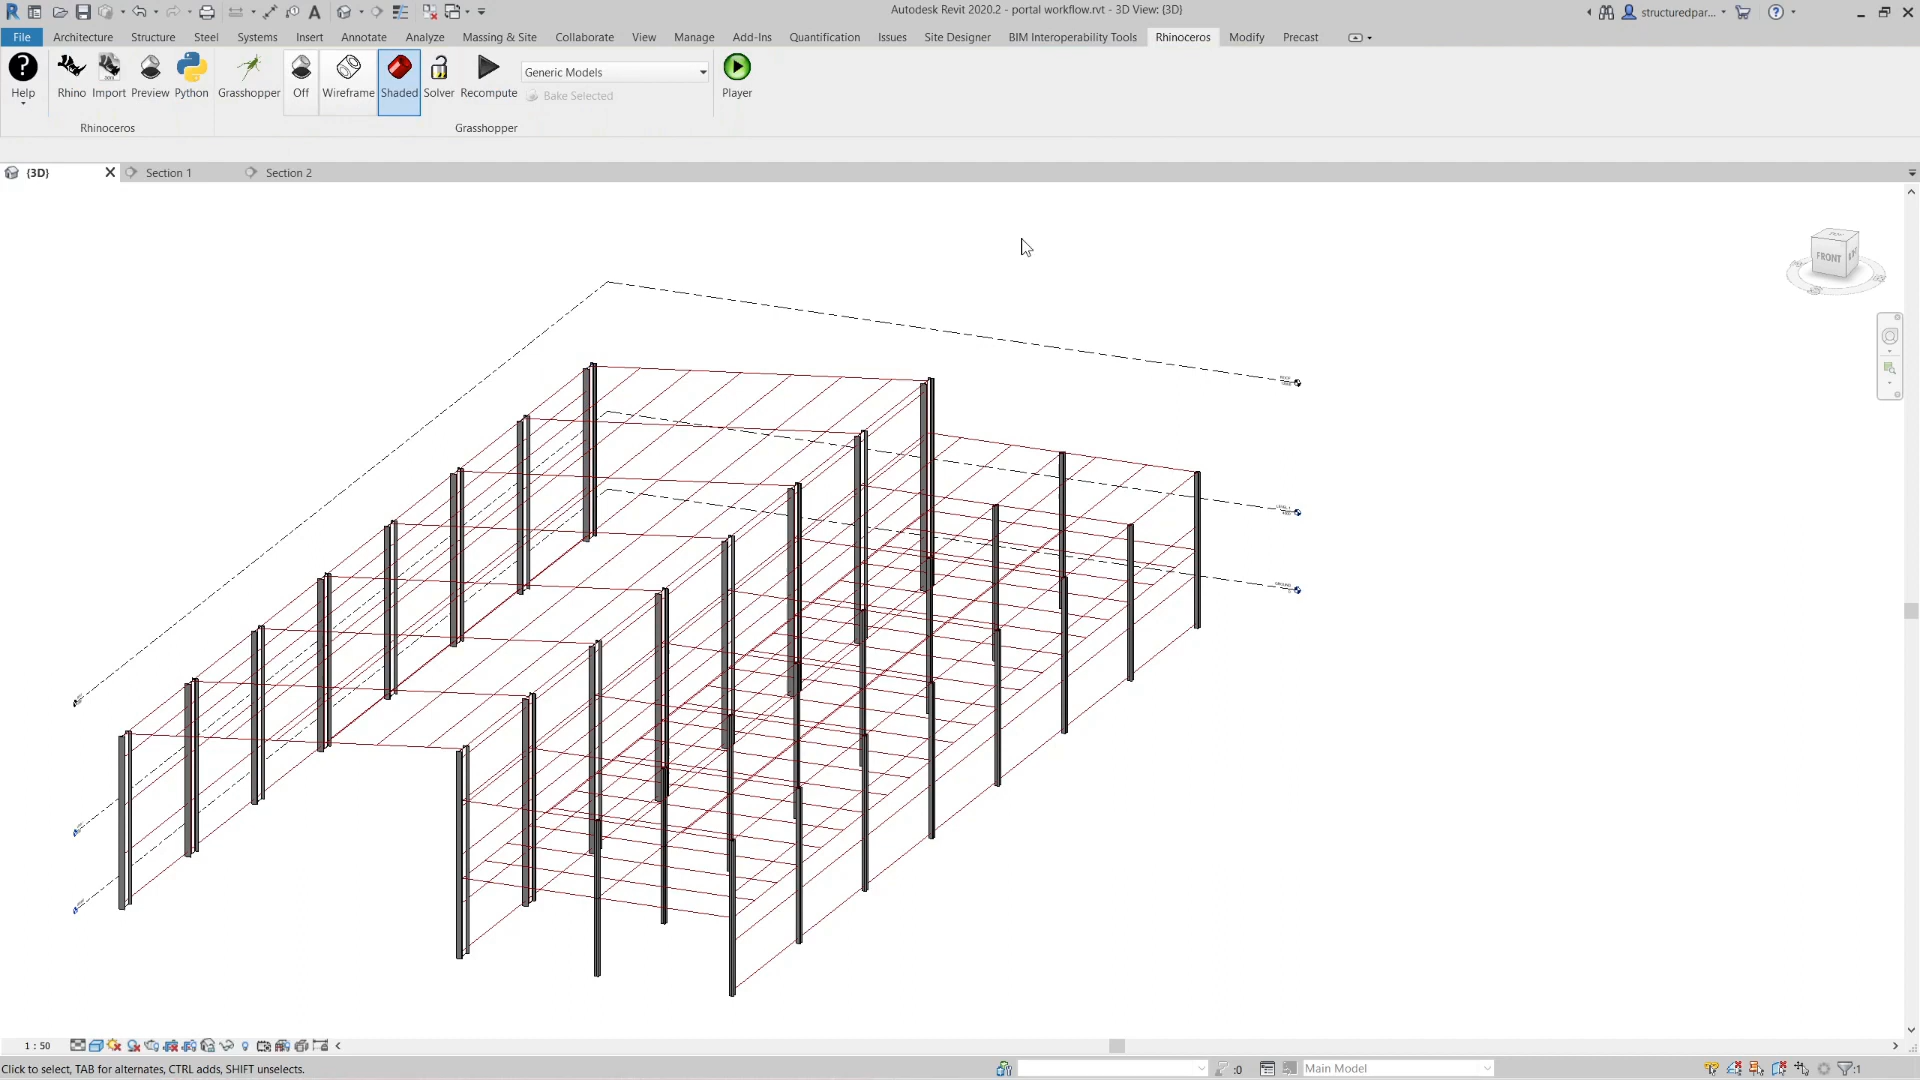 Autodesk Revit 2020.2 - portal workflow.rvt - 3D View: {3D}
structuredpar...
File Architecture Structure Steel Systems Insert Annotate Analyze Massing & Site Collaborate View Manage Add-Ins Quantification Issues Site Designer BIM Interoperability Tools Rhinoceros Modify Precast
Generic Models
Help Rhino Import Preview Python Grasshopper Off Wireframe Shaded Solver Recompute Bake Selected Player
Rhinoceros Grasshopper
{3D} Section 1 Section 2
FRONT
1 : 50
Click to select, TAB for alternates, CTRL adds, SHIFT unselects.
:0
Main Model
:1